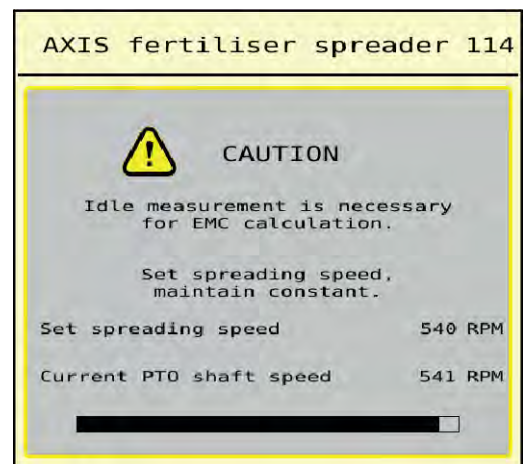 AXIS fertiliser spreader 114
CAUTION
Idle measurement is necessary
for EMC calculation.
Set spreading speed,
maintain constant.
Set spreading speed 540 RPM
Current PTO shaft speed 541 RPM